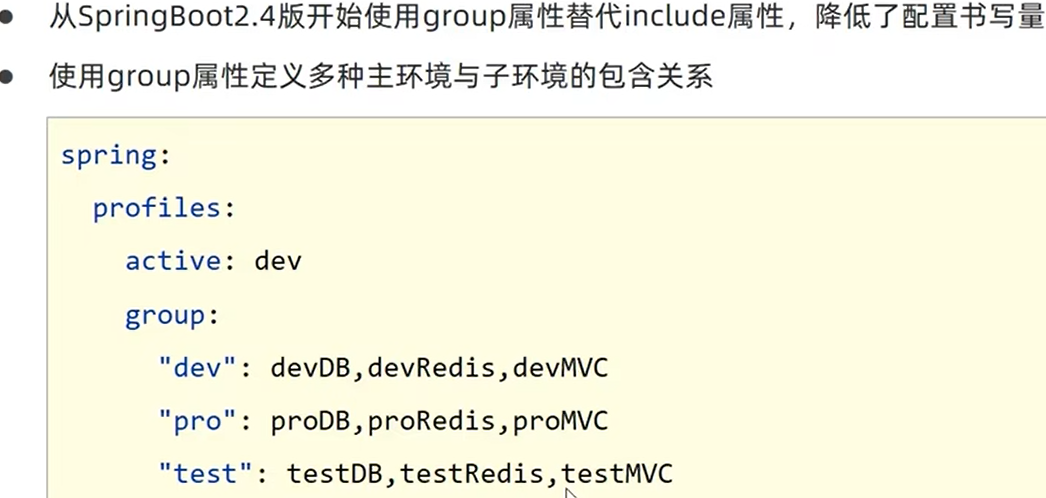 从SpringBoot2.4版开始使用group属性替代include属性，降低了配置书写量
使用group属性定义多种主环境与子环境的包含关系
spring:
profiles:
active: dev
group:
"dev": devDB,devRedis,devMVC
"pro": proDB,proRedis,proMVC
"test": testDB,testRedis,testMVC